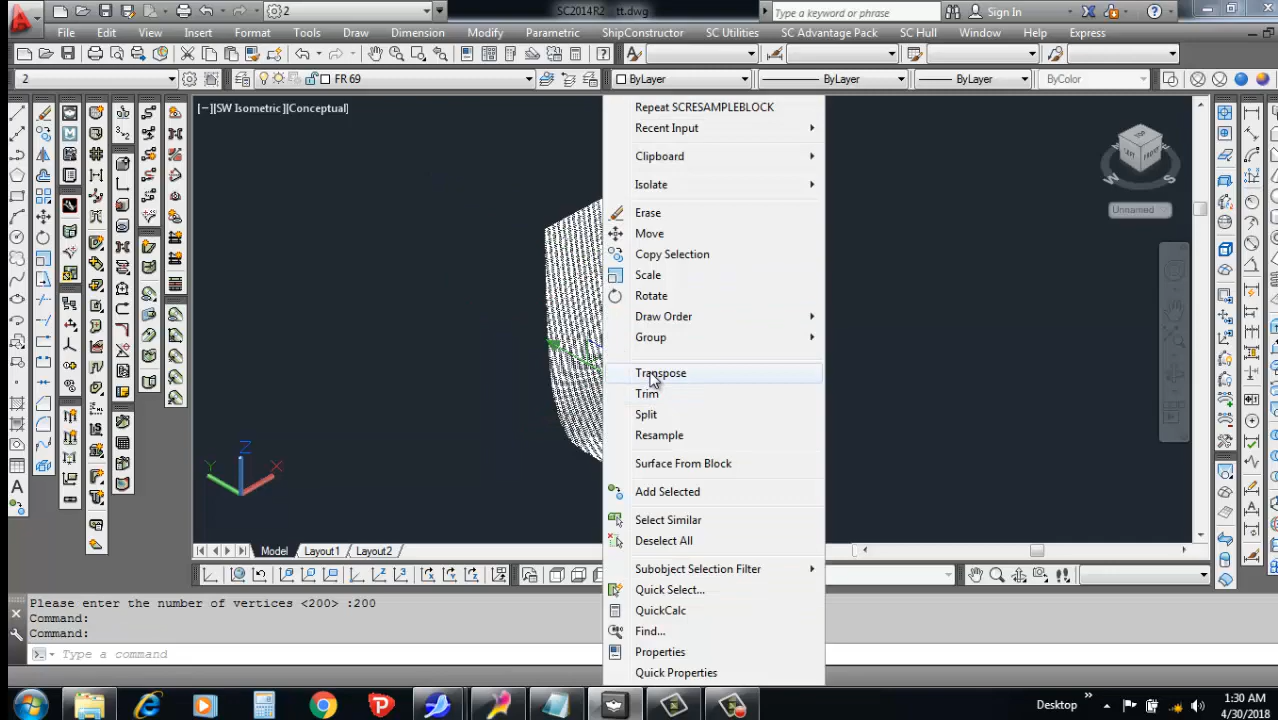 2
SC2014R2 tt.dwg
Type a keyword or phrase
Sign In
File Edit View Insert Format Tools Draw Dimension Modify Parametric ShipConstructor SC Utilities SC Advantage Pack SC Hull Window Help Express
2
FR 69
ByLayer
ByLayer
ByLayer
ByColor
[−][SW Isometric][Conceptual]
TOP
LEFT
FRONT
W
S
Unnamed
Repeat SCRESAMPLEBLOCK
Recent Input
Clipboard
Isolate
Erase
Move
Copy Selection
Scale
Rotate
Draw Order
Group
Transpose
Trim
Split
Resample
Surface From Block
Add Selected
Select Similar
Deselect All
Subobject Selection Filter
Quick Select...
QuickCalc
Find...
Properties
Quick Properties
Z
Y
X
A
Model Layout1 Layout2
Please enter the number of vertices <200> :200
Command:
Command:
Type a command
Desktop
1:30 AM
4/30/2018